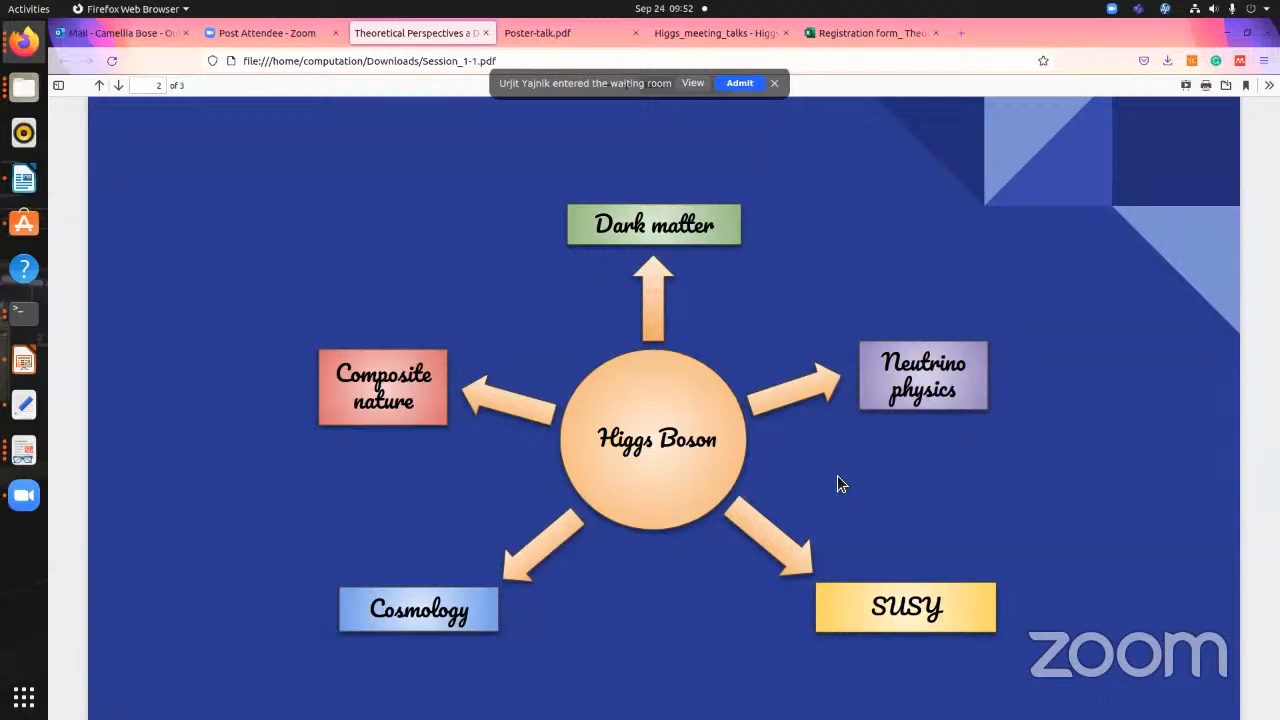 Activities
Firefox Web Browser
Sep 24 09:52
Mail - Camellia Bose - Ou
Post Attendee - Zoom
Theoretical Perspectives a D
Poster-talk.pdf
Higgs_meeting_talks - Higgs
Registration form_ Theo
file:///home/computation/Downloads/Session_1-1.pdf
2 of 3
Urjit Yajnik entered the waiting room View Admit
Dark matter
Composite
nature
Neutrino
physics
Higgs Boson
Cosmology
SUSY
zoom